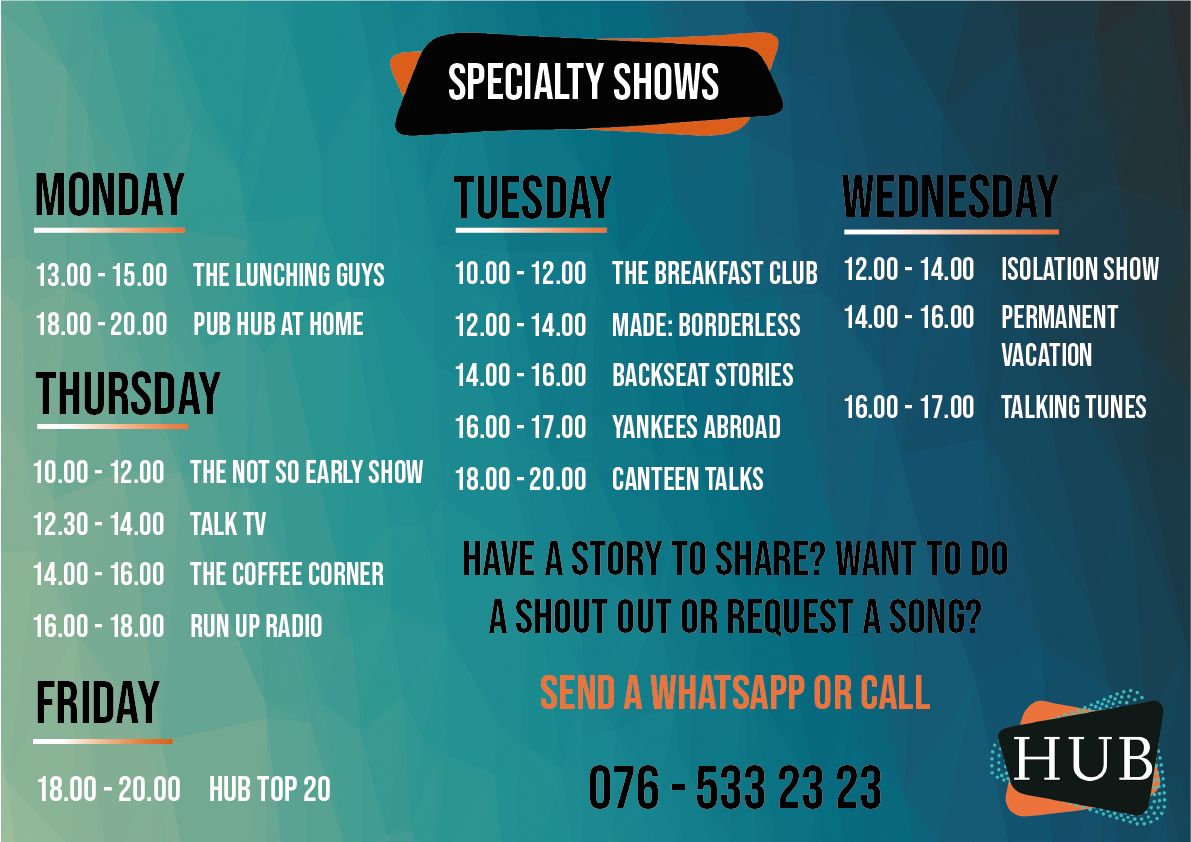 SPECIALTY SHOWS
MONDAY
13.00 - 15.00 THE LUNCHING GUYS
18.00 - 20.00 PUB HUB AT HOME
THURSDAY
10.00 - 12.00 THE NOT SO EARLY SHOW
12.30 - 14.00 TALK TV
14.00 - 16.00 THE COFFEE CORNER
16.00 - 18.00 RUN UP RADIO
FRIDAY
18.00 - 20.00 HUB TOP 20
TUESDAY
10.00 - 12.00 THE BREAKFAST CLUB
12.00 - 14.00 MADE: BORDERLESS
14.00 - 16.00 BACKSEAT STORIES
16.00 - 17.00 YANKEES ABROAD
18.00 - 20.00 CANTEEN TALKS
WEDNESDAY
12.00 - 14.00 ISOLATION SHOW
14.00 - 16.00 PERMANENT
VACATION
16.00 - 17.00 TALKING TUNES
HAVE A STORY TO SHARE? WANT TO DO
A SHOUT OUT OR REQUEST A SONG?
SEND A WHATSAPP OR CALL
076 - 533 23 23
HUB